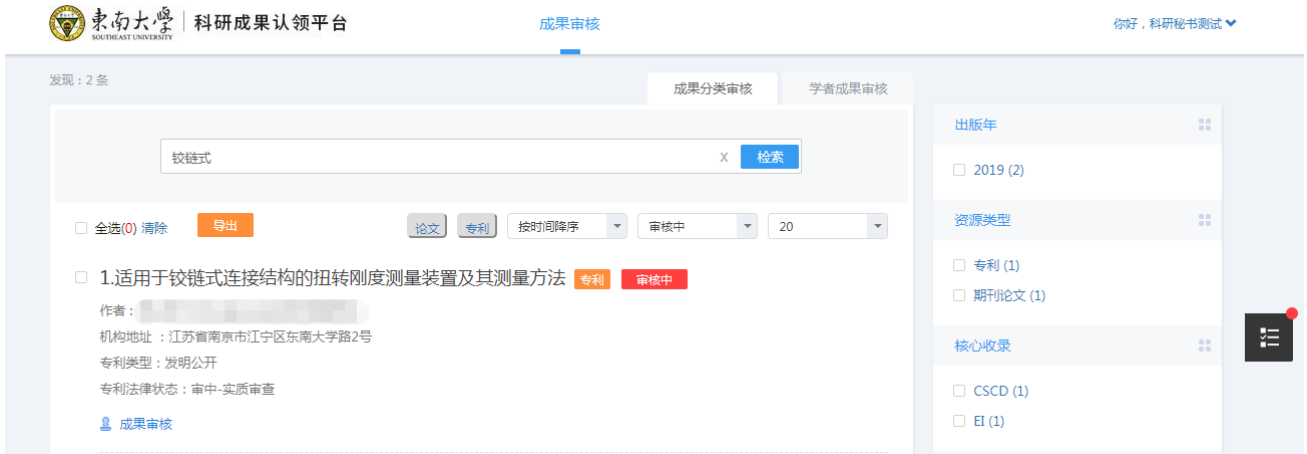 東南大學 科研成果认领平台
SOUTHEAST UNIVERSITY
成果审核
你好，科研秘书测试
发现：2 条
成果分类审核 学者成果审核
铰链式 X 检索
全选(0) 清除 导出 论文 专利 按时间降序 审核中 20
1.适用于铰链式连接结构的扭转刚度测量装置及其测量方法 专利 审核中
作者：
机构地址 ：江苏省南京市江宁区东南大学路2号
专利类型：发明公开
专利法律状态：审中-实质审查
成果审核
出版年
2019 (2)
资源类型
专利 (1)
期刊论文 (1)
核心收录
CSCD (1)
EI (1)